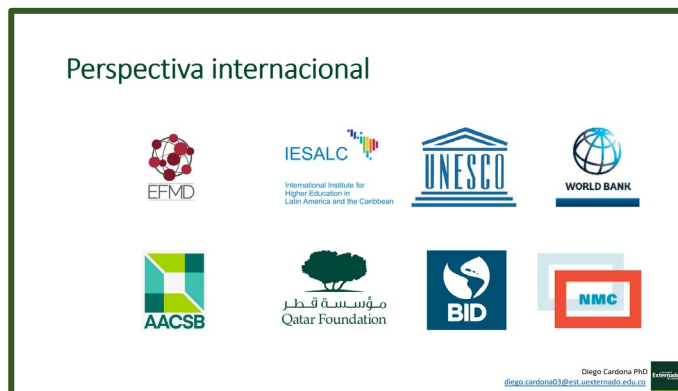 Perspectiva internacional
EFMD
IESALC
International Institute for
Higher Education in
Latin America and the Caribbean
UNESCO
WORLD BANK
AACSB
مؤسسة قطر
Qatar Foundation
BID
NMC
Diego Cardona PhD
diego.cardona03@est.uexternado.edu.co
Externado